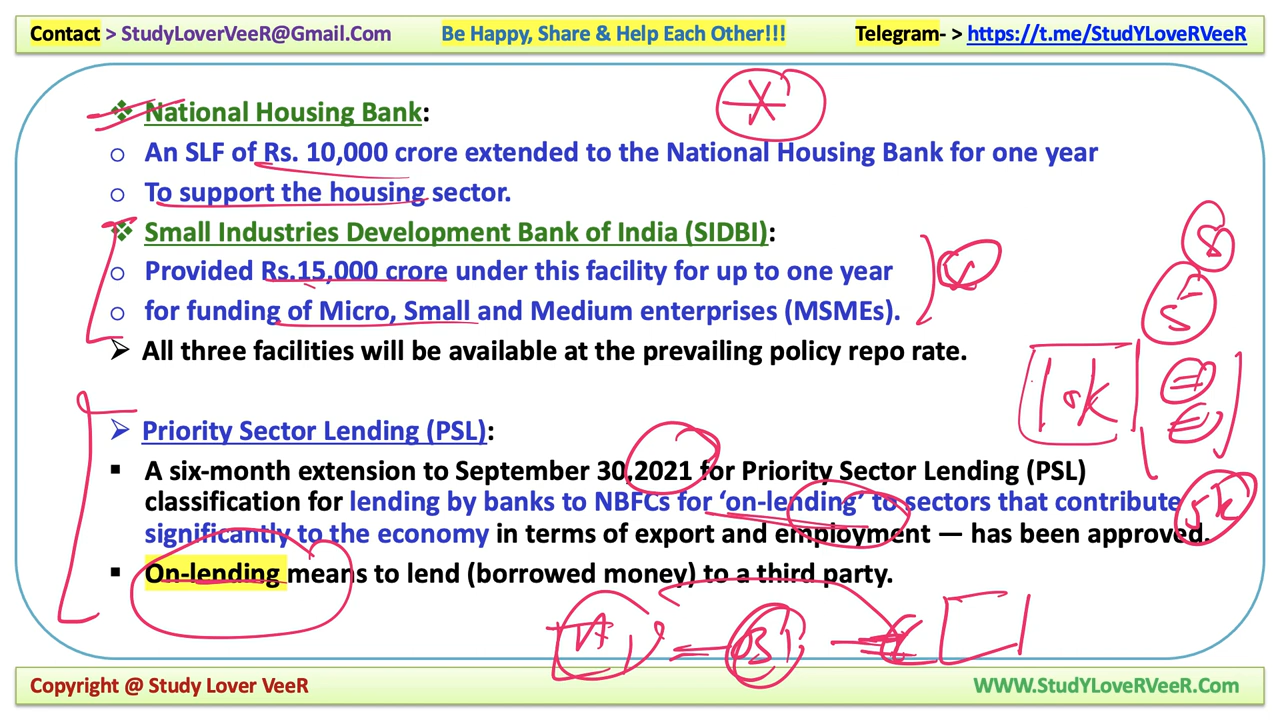 Contact > StudyLoverVeeR@Gmail.Com Be Happy, Share & Help Each Other!!! Telegram- > https://t.me/StudYLoveRVeeR
❖ National Housing Bank:
o An SLF of Rs. 10,000 crore extended to the National Housing Bank for one year
o To support the housing sector.
❖ Small Industries Development Bank of India (SIDBI):
o Provided Rs.15,000 crore under this facility for up to one year
o for funding of Micro, Small and Medium enterprises (MSMEs).
➢ All three facilities will be available at the prevailing policy repo rate.
➢ Priority Sector Lending (PSL):
▪ A six-month extension to September 30,2021 for Priority Sector Lending (PSL)
classification for lending by banks to NBFCs for ‘on-lending’ to sectors that contribute
significantly to the economy in terms of export and employment — has been approved.
▪ On-lending means to lend (borrowed money) to a third party.
Copyright @ Study Lover VeeR WWW.StudYLoveRVeeR.Com